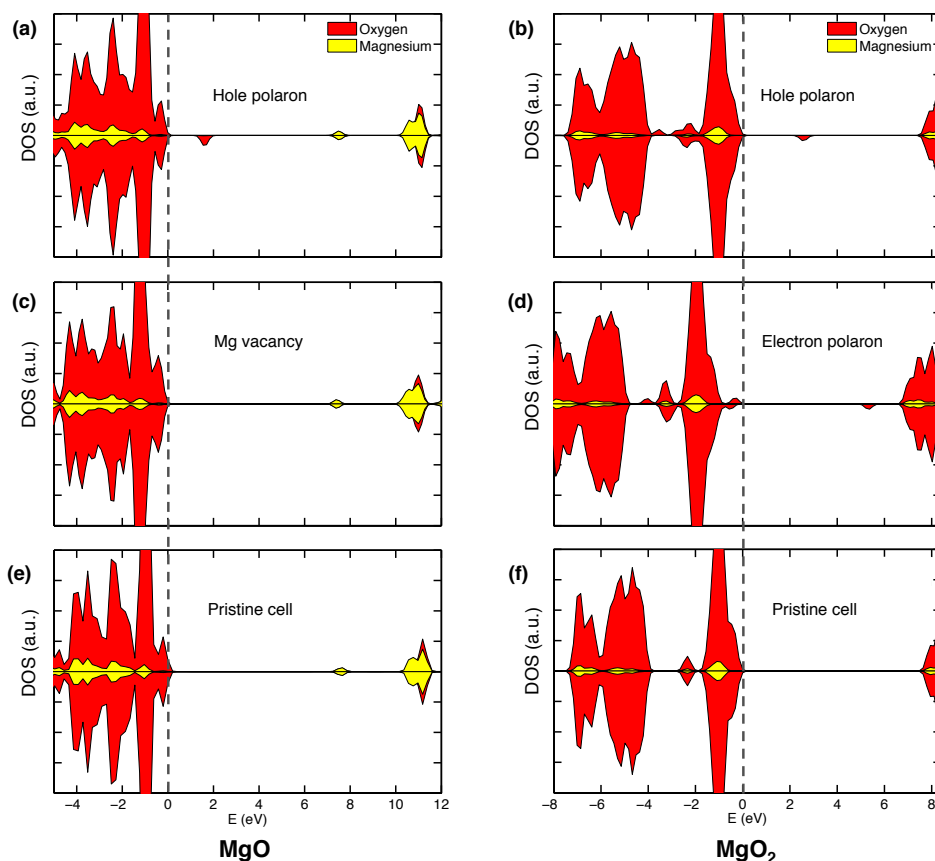 (a)
Oxygen
Magnesium
Hole polaron
DOS (a.u.)
(b)
Oxygen
Magnesium
Hole polaron
DOS (a.u.)
(c)
Mg vacancy
DOS (a.u.)
(d)
Electron polaron
DOS (a.u.)
(e)
Pristine cell
DOS (a.u.)
−4 −2 0 2 4 6 8 10 12
E (eV)
MgO
(f)
Pristine cell
DOS (a.u.)
−8 −6 −4 −2 0 2 4 6 8
E (eV)
MgO₂